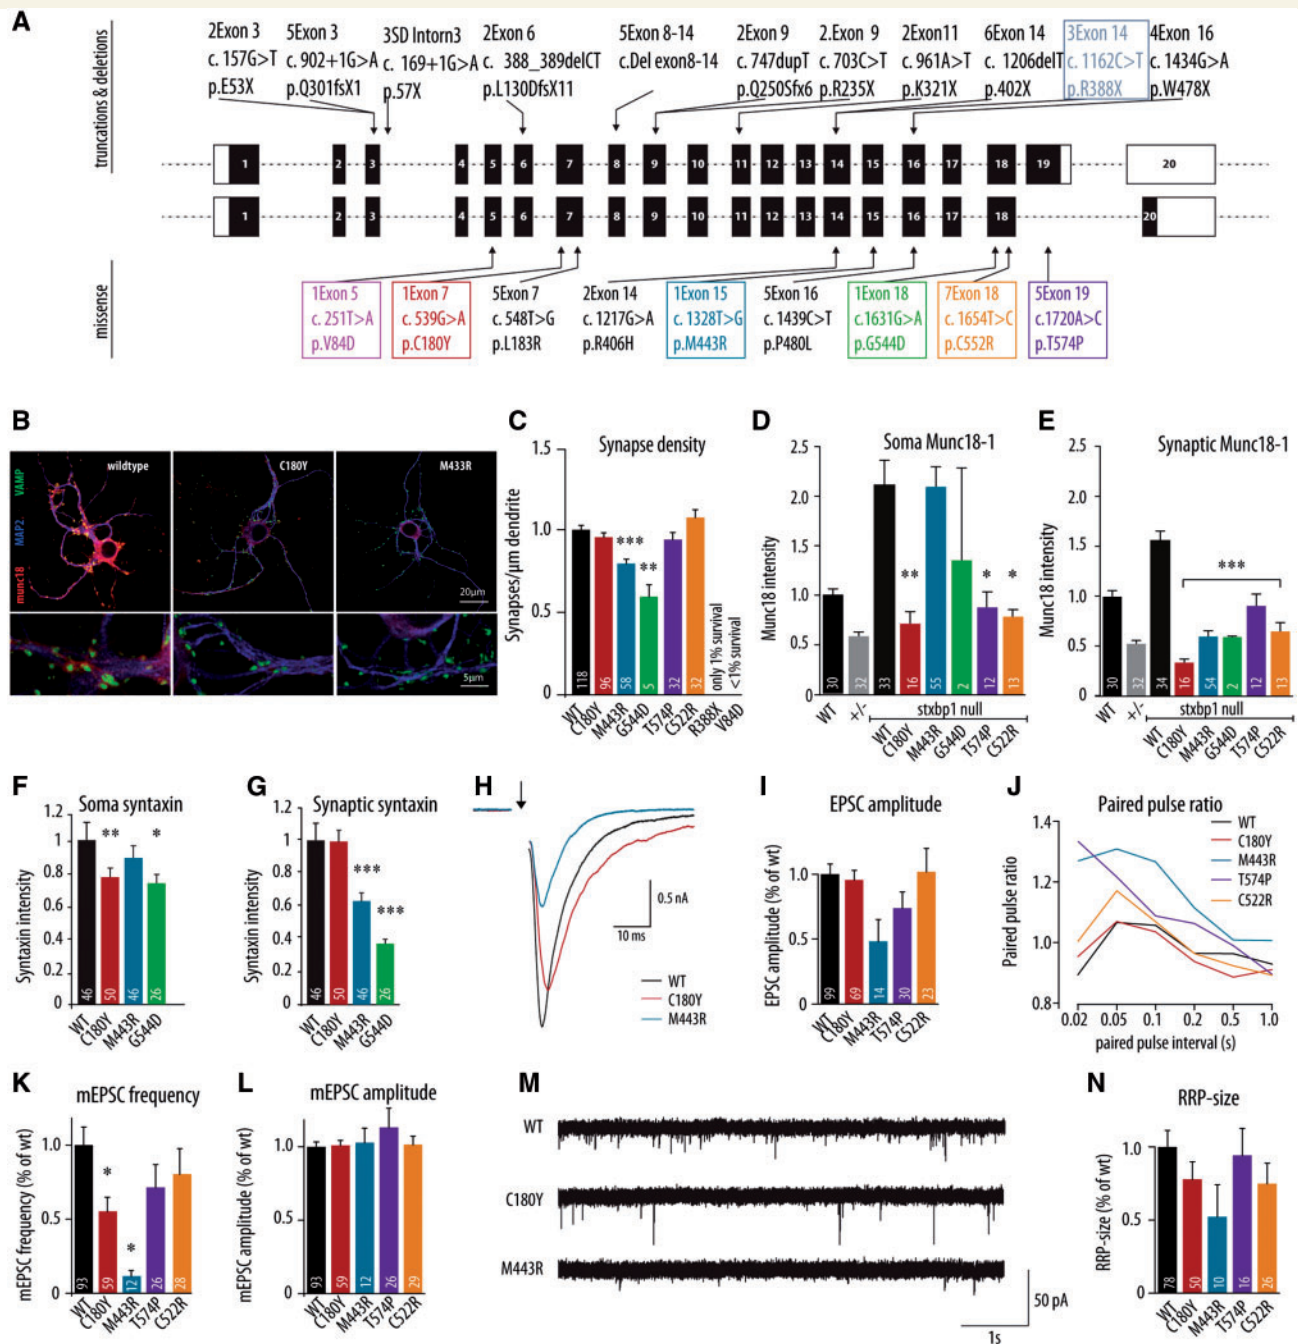 A
truncations & deletions
2Exon 3
c. 157G>T
p.E53X
5Exon 3
c. 902+1G>A
p.Q301fsX1
3SD Intorn3
c. 169+1G>A
p.57X
2Exon 6
c. 388_389delCT
p.L130DfsX11
5Exon 8-14
c.Del exon8-14
2Exon 9
c. 747dupT
p.Q250Sfx6
2.Exon 9
c. 703C>T
p.R235X
2Exon11
c. 961A>T
p.K321X
6Exon 14
c. 1206delT
p.402X
3Exon 14
c. 1162C>T
p.R388X
4Exon 16
c. 1434G>A
p.W478X
1 2 3 4 5 6 7 8 9 10 11 12 13 14 15 16 17 18 19 20
1 2 3 4 5 6 7 8 9 10 11 12 13 14 15 16 17 18 20
missense
1Exon 5
c. 251T>A
p.V84D
1Exon 7
c. 539G>A
p.C180Y
5Exon 7
c. 548T>G
p.L183R
2Exon 14
c. 1217G>A
p.R406H
1Exon 15
c. 1328T>G
p.M443R
5Exon 16
c. 1439C>T
p.P480L
1Exon 18
c.1631G>A
p.G544D
7Exon 18
c. 1654T>C
p.C552R
5Exon 19
c.1720A>C
p.T574P
B
munc18 MAP2 VAMP
wildtype
C180Y
M433R
20µm
5µm
C
Synapse density
Synapses/µm dendrite
1.5
1.0
0.5
0
***
**
118 96 58 5 32 32
only 1% survival
<1% survival
WT C180Y M443R G544D T574P C522R R388X V84D
D
Soma Munc18-1
Munc18 intensity
2.5
2.0
1.5
1.0
0.5
0
** * *
30 32 33 16 55 2 12 13
WT +/- WT C180Y M443R G544D T574P C522R
stxbp1 null
E
Synaptic Munc18-1
Munc18 intensity
2.5
2.0
1.5
1.0
0.5
0
***
30 32 34 16 54 2 12 13
WT +/- WT C180Y M443R G544D T574P C522R
stxbp1 null
F
Soma syntaxin
Syntaxin intensity
1.2
1
0.8
0.6
0.4
0.2
0
** *
46 50 46 26
WT C180Y M443R G544D
G
Synaptic syntaxin
Syntaxin intensity
1.2
1
0.8
0.6
0.4
0.2
0
***
***
46 50 46 26
WT C180Y M443R G544D
H
0.5 nA
10 ms
WT
C180Y
M443R
I
EPSC amplitude
EPSC amplitude (% of wt)
1.0
0.5
0
99 69 14 30 23
WT C180Y M443R T574P C522R
J
Paired pulse ratio
Paired pulse ratio
1.4
1.2
1.0
0.8
WT
C180Y
M443R
T574P
C522R
0.02 0.05 0.1 0.2 0.5 1.0
paired pulse interval (s)
K
mEPSC frequency
mEPSC frequency (% of wt)
1.0
0.5
0
*
*
93 59 12 26 28
WT C180Y M443R T574P C522R
L
mEPSC amplitude
mEPSC amplitude (% of wt)
1.0
0.5
0
93 59 12 26 29
WT C180Y M443R T574P C522R
M
WT
C180Y
M443R
50 pA
1s
N
RRP-size
RRP-size (% of wt)
1.0
0.5
0
78 50 10 16 26
WT C180Y M443R T574P C522R